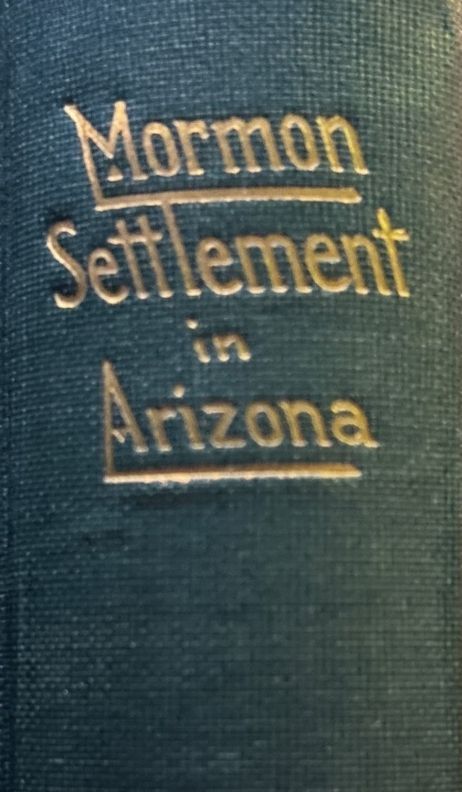 Mormon
Settlement
in
Arizona